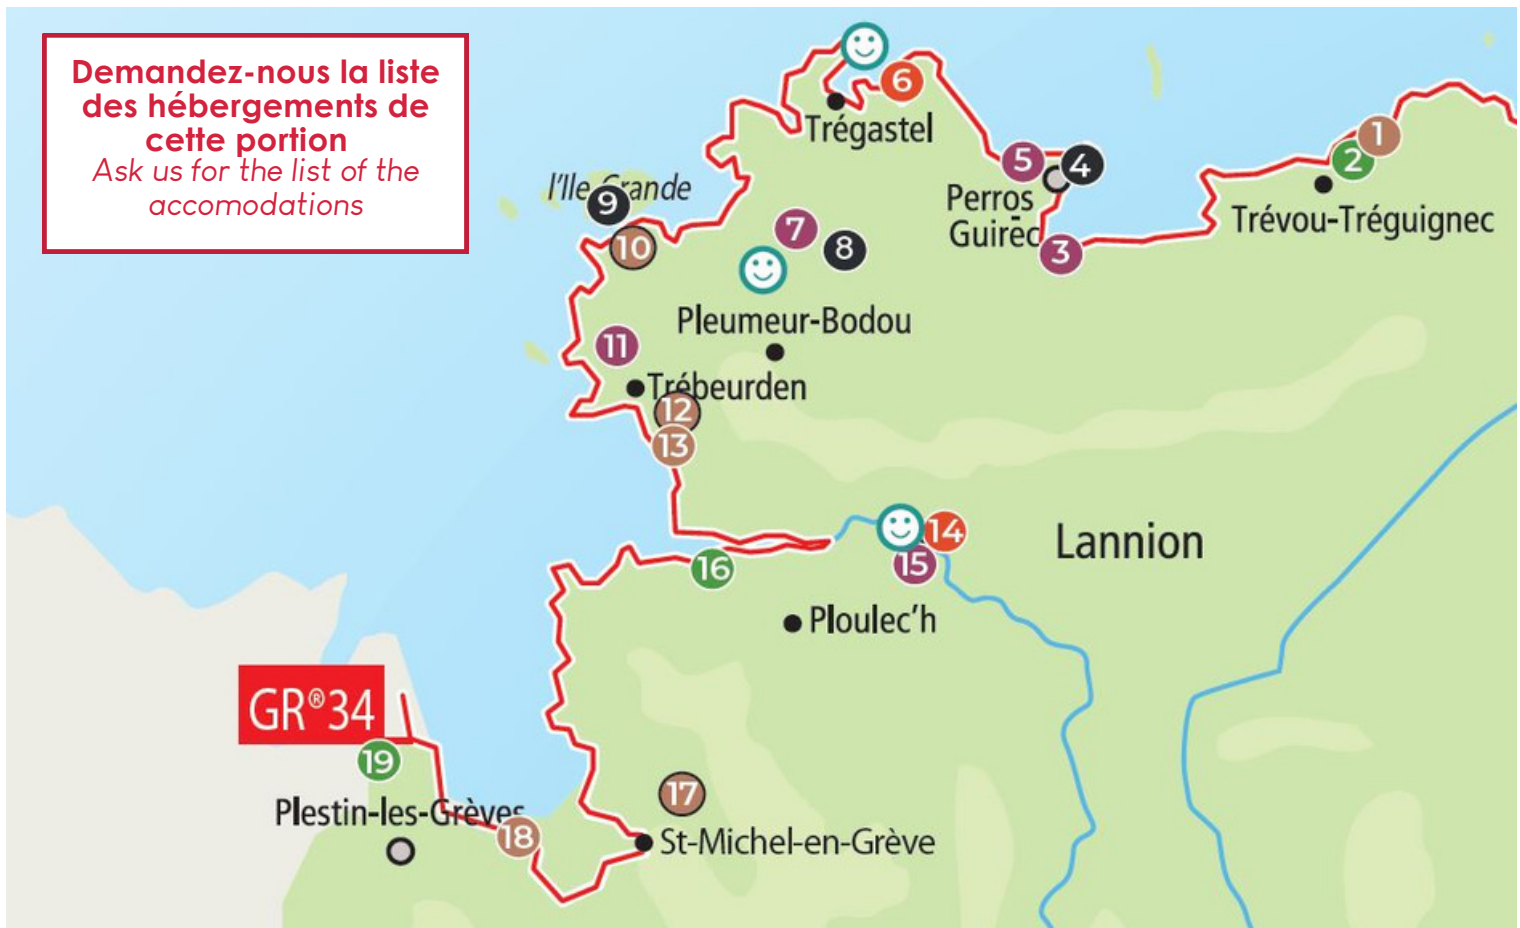 Demandez-nous la liste
des hébergements de
cette portion
Ask us for the list of the
accomodations
6
Trégastel
1
2
5
4
Perros
Guirec
3
Trévou-Tréguignec
l'Ile-Grande
9
10
7
8
Pleumeur-Bodou
11
Trébeurden
12
13
14
15
Lannion
16
Ploulec'h
GR®34
19
Plestin-les-Grèves
18
17
St-Michel-en-Grève